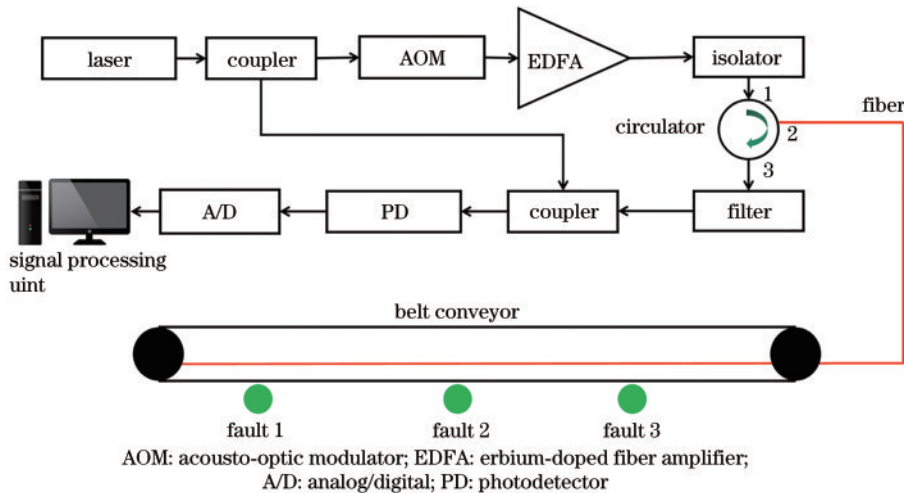 laser
coupler
AOM
EDFA
isolator
1
circulator
2
fiber
3
signal processing
uint
A/D
PD
coupler
filter
belt conveyor
fault 1
fault 2
fault 3
AOM: acousto-optic modulator; EDFA: erbium-doped fiber amplifier;
A/D: analog/digital; PD: photodetector